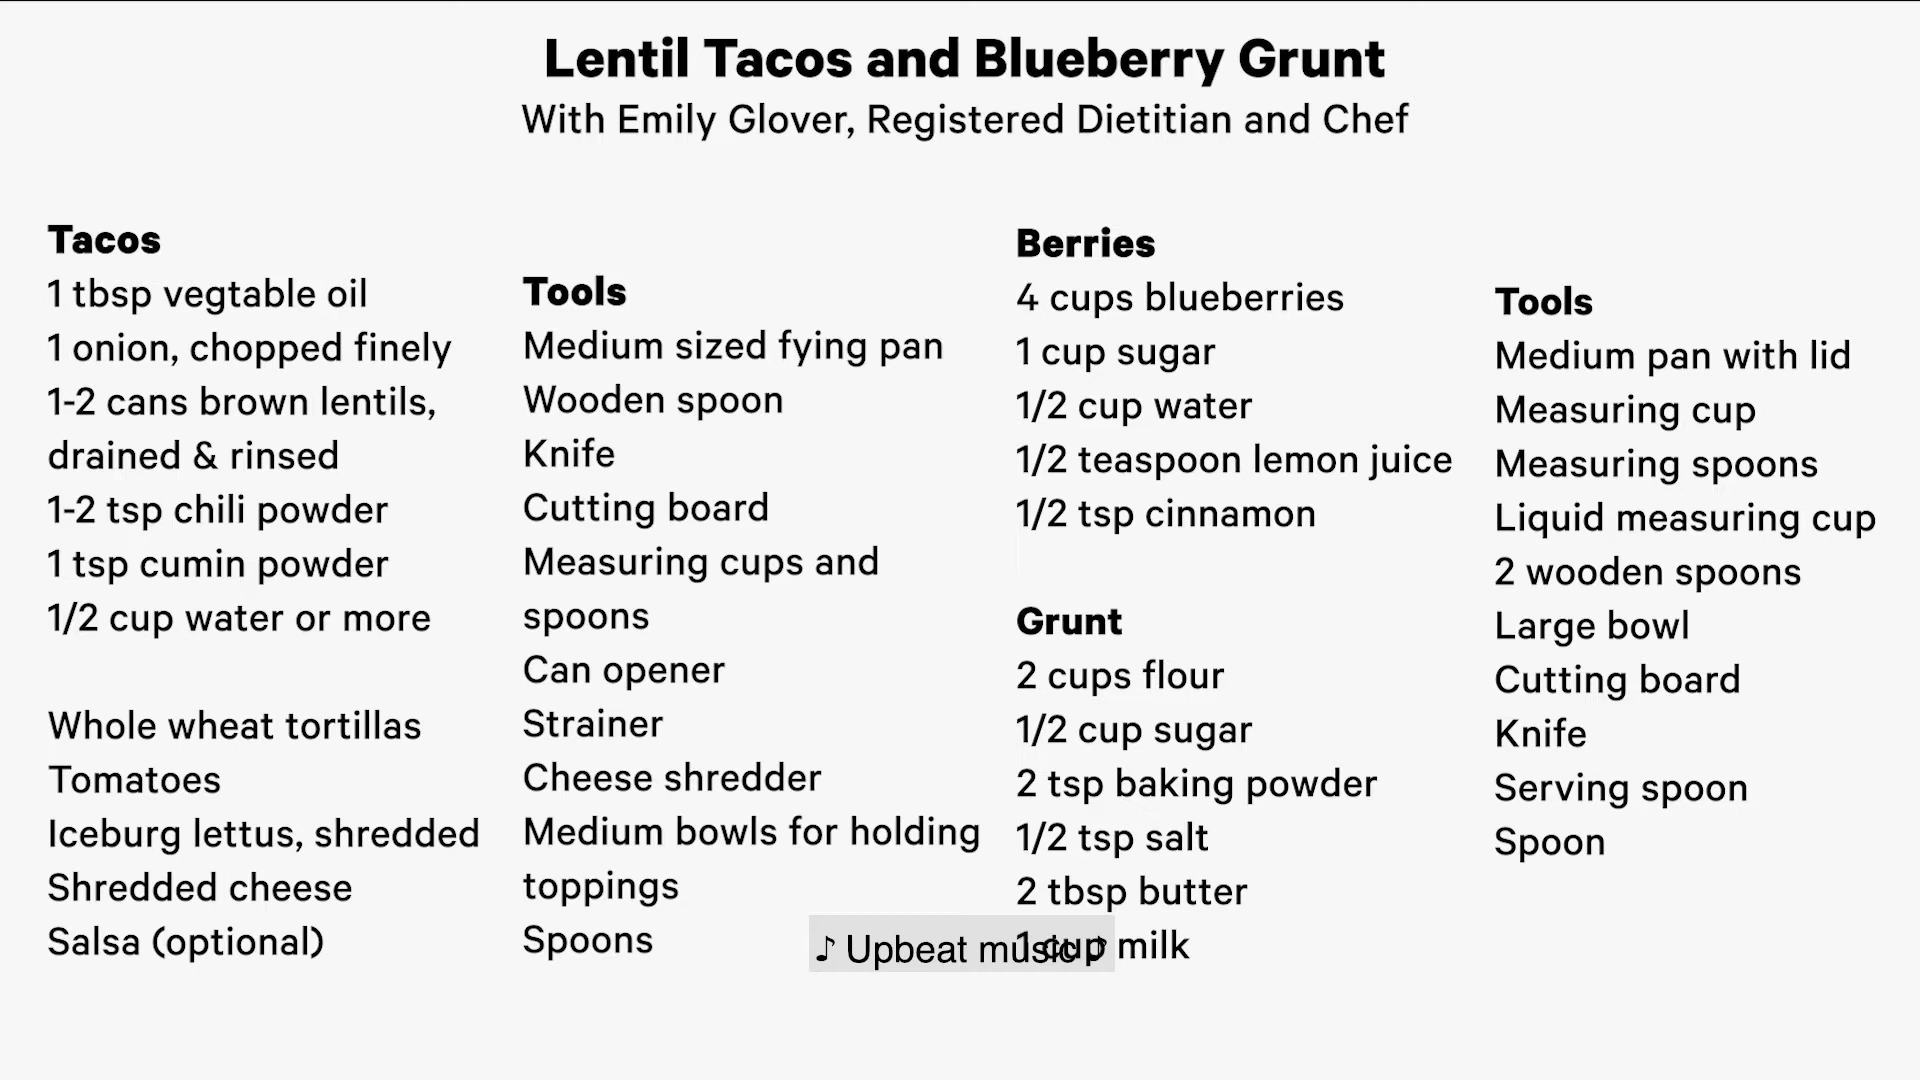 Lentil Tacos and Blueberry Grunt
With Emily Glover, Registered Dietitian and Chef
Tacos
1 tbsp vegtable oil
1 onion, chopped finely
1-2 cans brown lentils,
drained & rinsed
1-2 tsp chili powder
1 tsp cumin powder
1/2 cup water or more
Whole wheat tortillas
Tomatoes
Iceburg lettus, shredded
Shredded cheese
Salsa (optional)
Tools
Medium sized fying pan
Wooden spoon
Knife
Cutting board
Measuring cups and
spoons
Can opener
Strainer
Cheese shredder
Medium bowls for holding
toppings
Spoons
Berries
4 cups blueberries
1 cup sugar
1/2 cup water
1/2 teaspoon lemon juice
1/2 tsp cinnamon
Grunt
2 cups flour
1/2 cup sugar
2 tsp baking powder
1/2 tsp salt
2 tbsp butter
1 cup milk
Tools
Medium pan with lid
Measuring cup
Measuring spoons
Liquid measuring cup
2 wooden spoons
Large bowl
Cutting board
Knife
Serving spoon
Spoon
♪ Upbeat music ♪